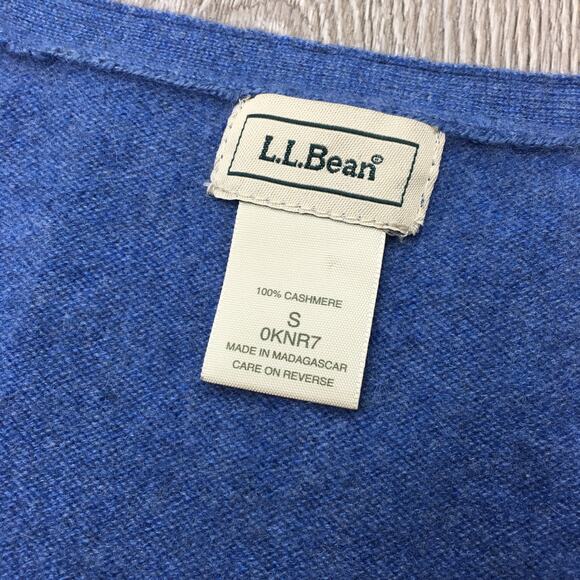 L.L.Bean®
100% CASHMERE
S
0KNR7
MADE IN MADAGASCAR
CARE ON REVERSE